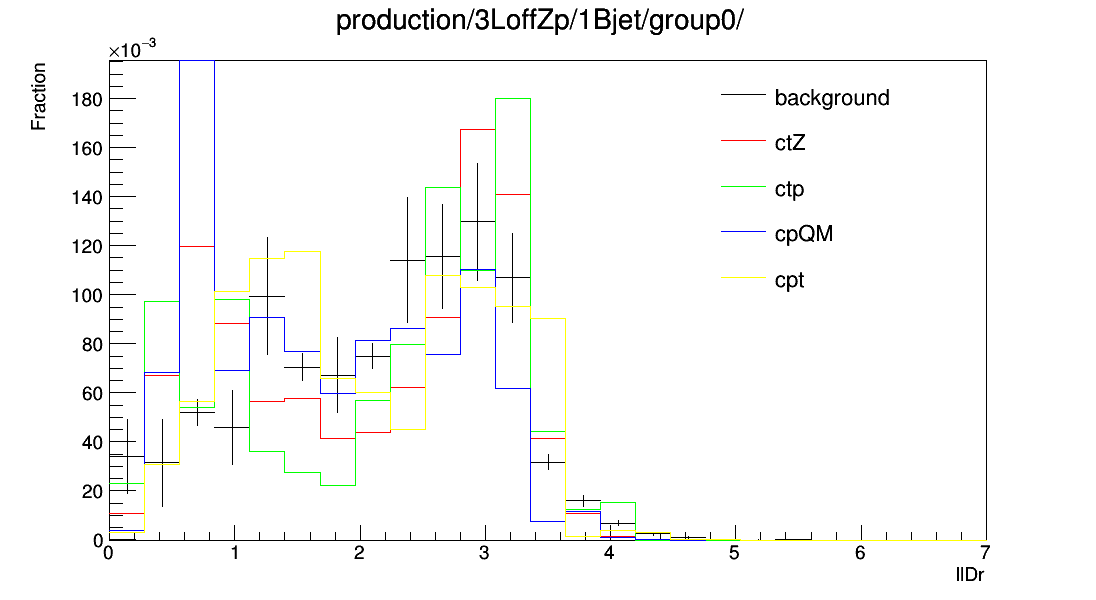 production/3LoffZp/1Bjet/group0/
×10⁻³
Fraction
180
160
140
120
100
80
60
40
20
0
0 1 2 3 4 5 6 7
llDr
background
ctZ
ctp
cpQM
cpt